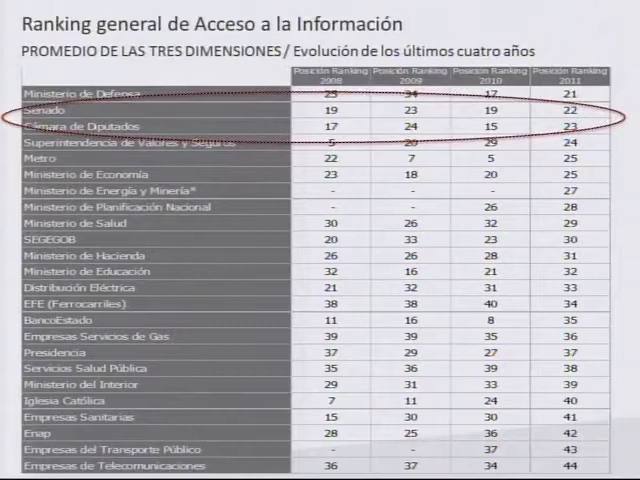 Ranking general de Acceso a la Información
PROMEDIO DE LAS TRES DIMENSIONES/ Evolución de los últimos cuatro años
Posición Ranking 2008 Posición Ranking 2009 Posición Ranking 2010 Posición Ranking 2011
Ministerio de Defensa 25 34 17 21
Senado 19 23 19 22
Cámara de Diputados 17 24 15 23
Superintendencia de Valores y Seguros 5 20 29 24
Metro 22 7 5 25
Ministerio de Economía 23 18 20 25
Ministerio de Energía y Minería* - - - 27
Ministerio de Planificación Nacional - - 26 28
Ministerio de Salud 30 26 32 29
SEGEGOB 20 33 23 30
Ministerio de Hacienda 26 26 28 31
Ministerio de Educación 32 16 21 32
Distribución Eléctrica 21 32 31 33
EFE (Ferrocarriles) 38 38 40 34
BancoEstado 11 16 8 35
Empresas Servicios de Gas 39 39 35 36
Presidencia 37 29 27 37
Servicios Salud Pública 35 36 39 38
Ministerio del Interior 29 31 33 39
Iglesia Católica 7 11 24 40
Empresas Sanitarias 15 30 30 41
Enap 28 25 36 42
Empresas del Transporte Público - - 37 43
Empresas de Telecomunicaciones 36 37 34 44